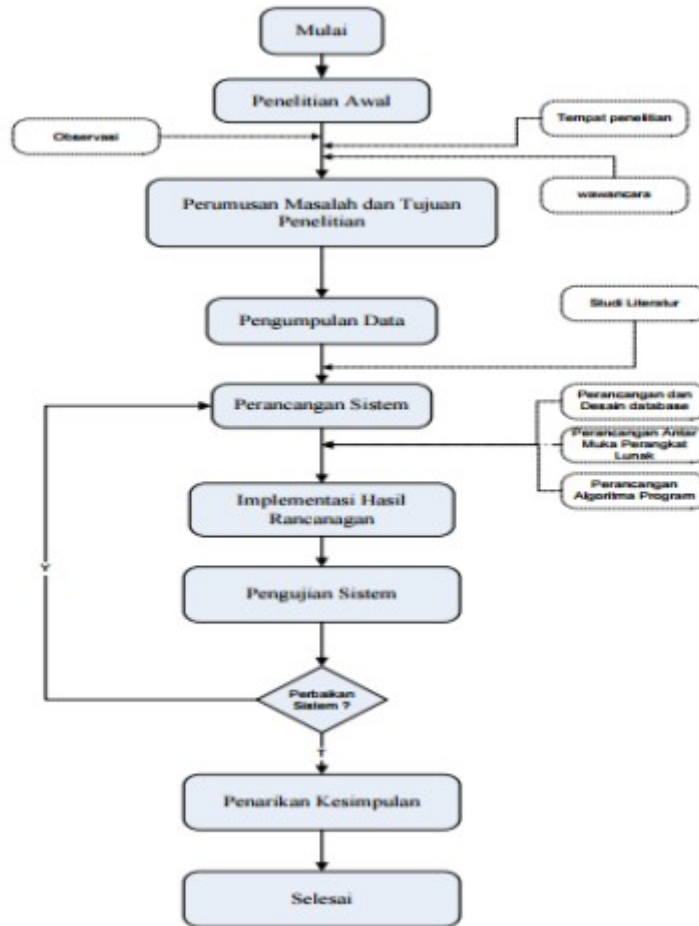 Mulai
Penelitian Awal
Observasi
Tempat penelitian
wawancara
Perumusan Masalah dan Tujuan
Penelitian
Pengumpulan Data
Studi Literatur
Perancangan Sistem
Perancangan dan
Desain database
Perancangan Antar
Muka Perangkat
Lunak
Perancangan
Algoritma Program
Implementasi Hasil
Rancanagan
Pengujian Sistem
Y
Perbaikan
Sistem ?
T
Penarikan Kesimpulan
Selesai